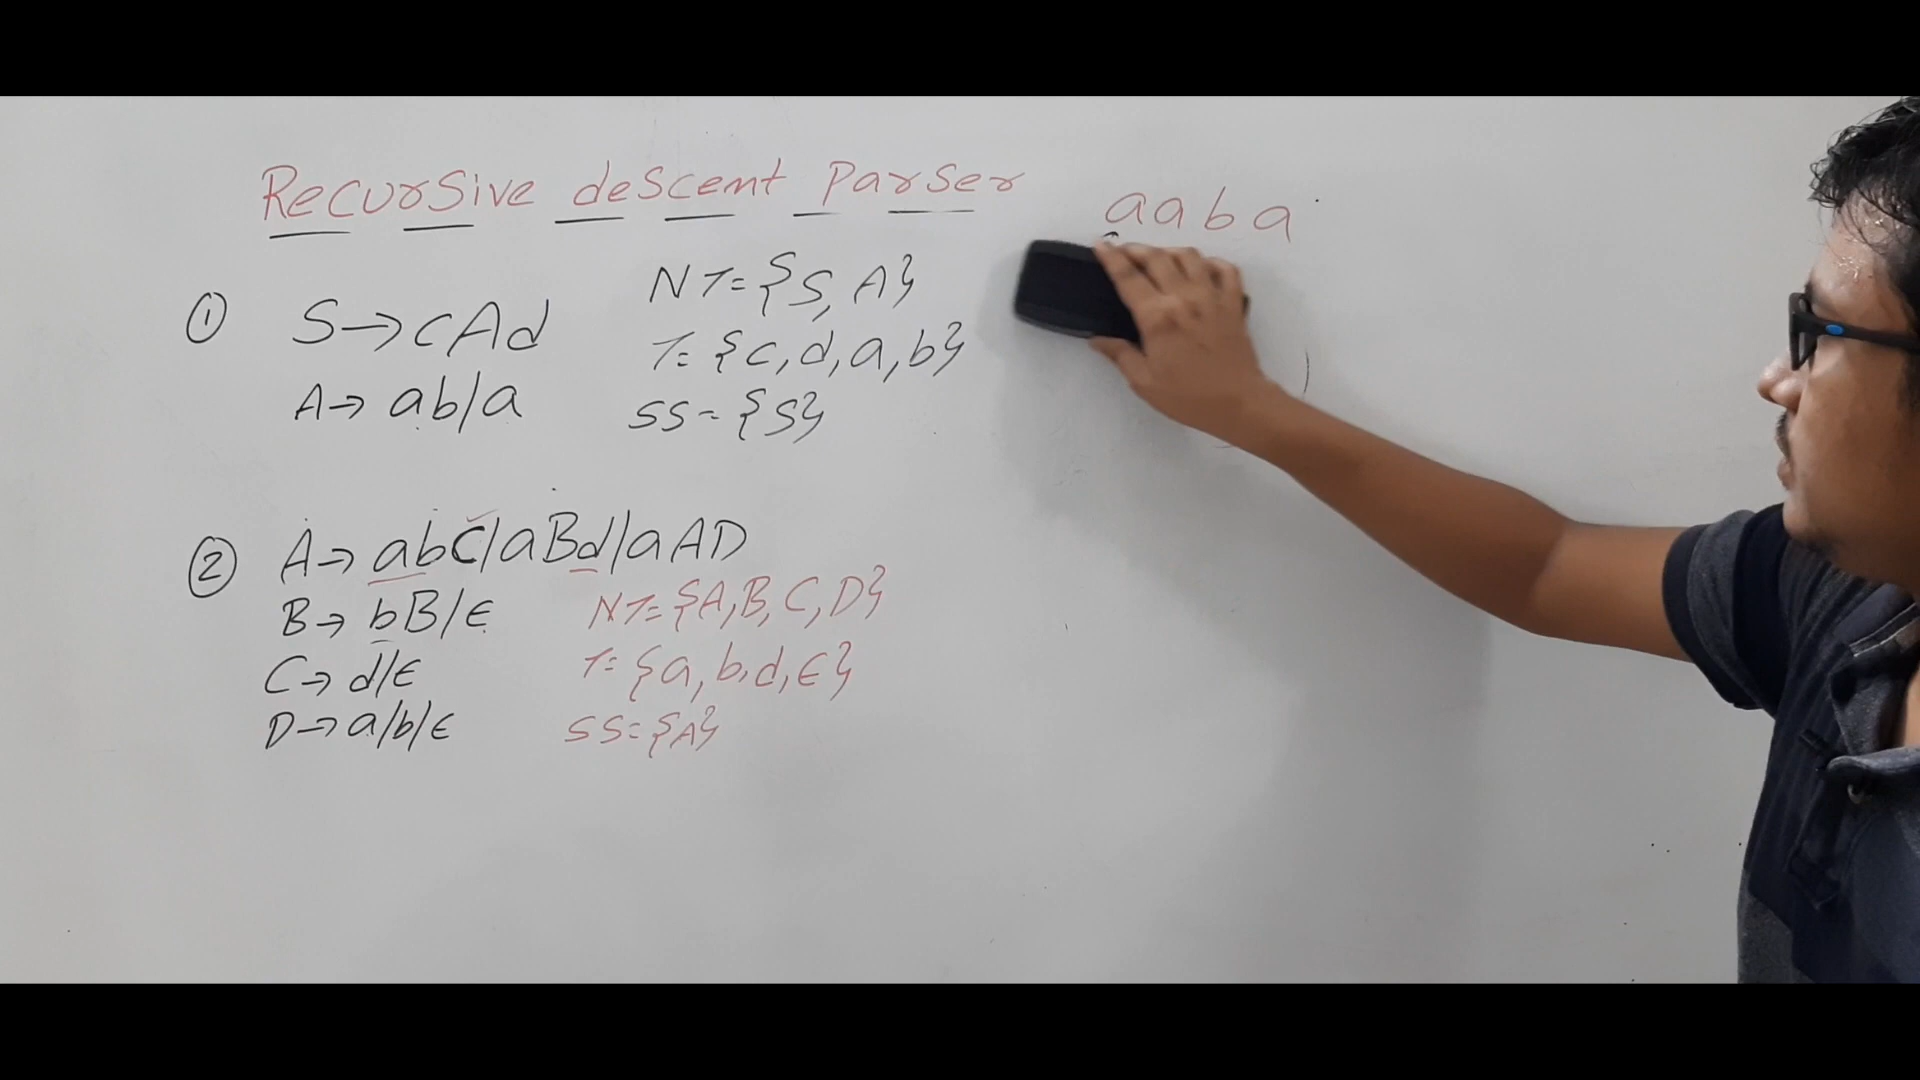 Recursive descent parser
aaba
① S→cAd
A→ab/a
NT={S,A}
T={c,d,a,b}
SS={S}
② A→abC/aBd/aAD
B→bB/ϵ
C→d/ϵ
D→a/b/ϵ
NT={A,B,C,D}
T={a,b,d,ϵ}
SS={A}